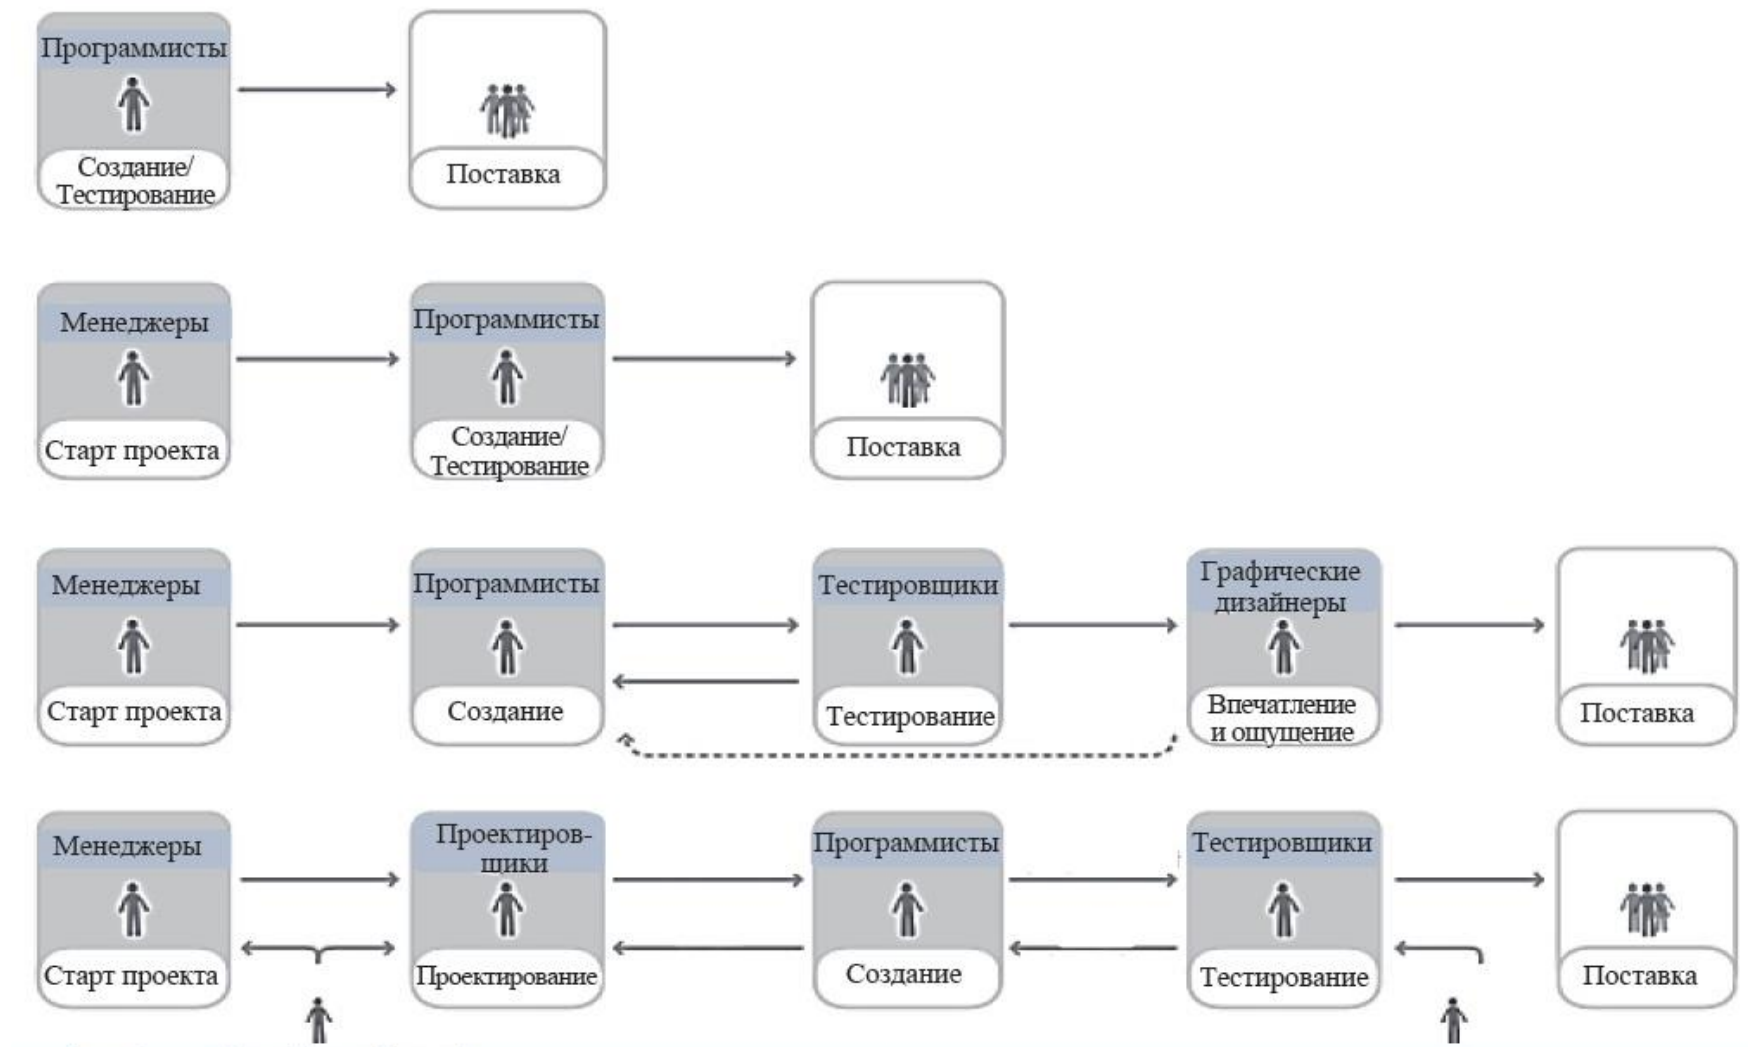 Программисты
Создание/
Тестирование
Поставка
Менеджеры
Старт проекта
Программисты
Создание/
Тестирование
Поставка
Менеджеры
Старт проекта
Программисты
Создание
Тестировщики
Тестирование
Графические
дизайнеры
Впечатление
и ощущение
Поставка
Менеджеры
Старт проекта
Проектиров-
щики
Проектирование
Программисты
Создание
Тестировщики
Тестирование
Поставка